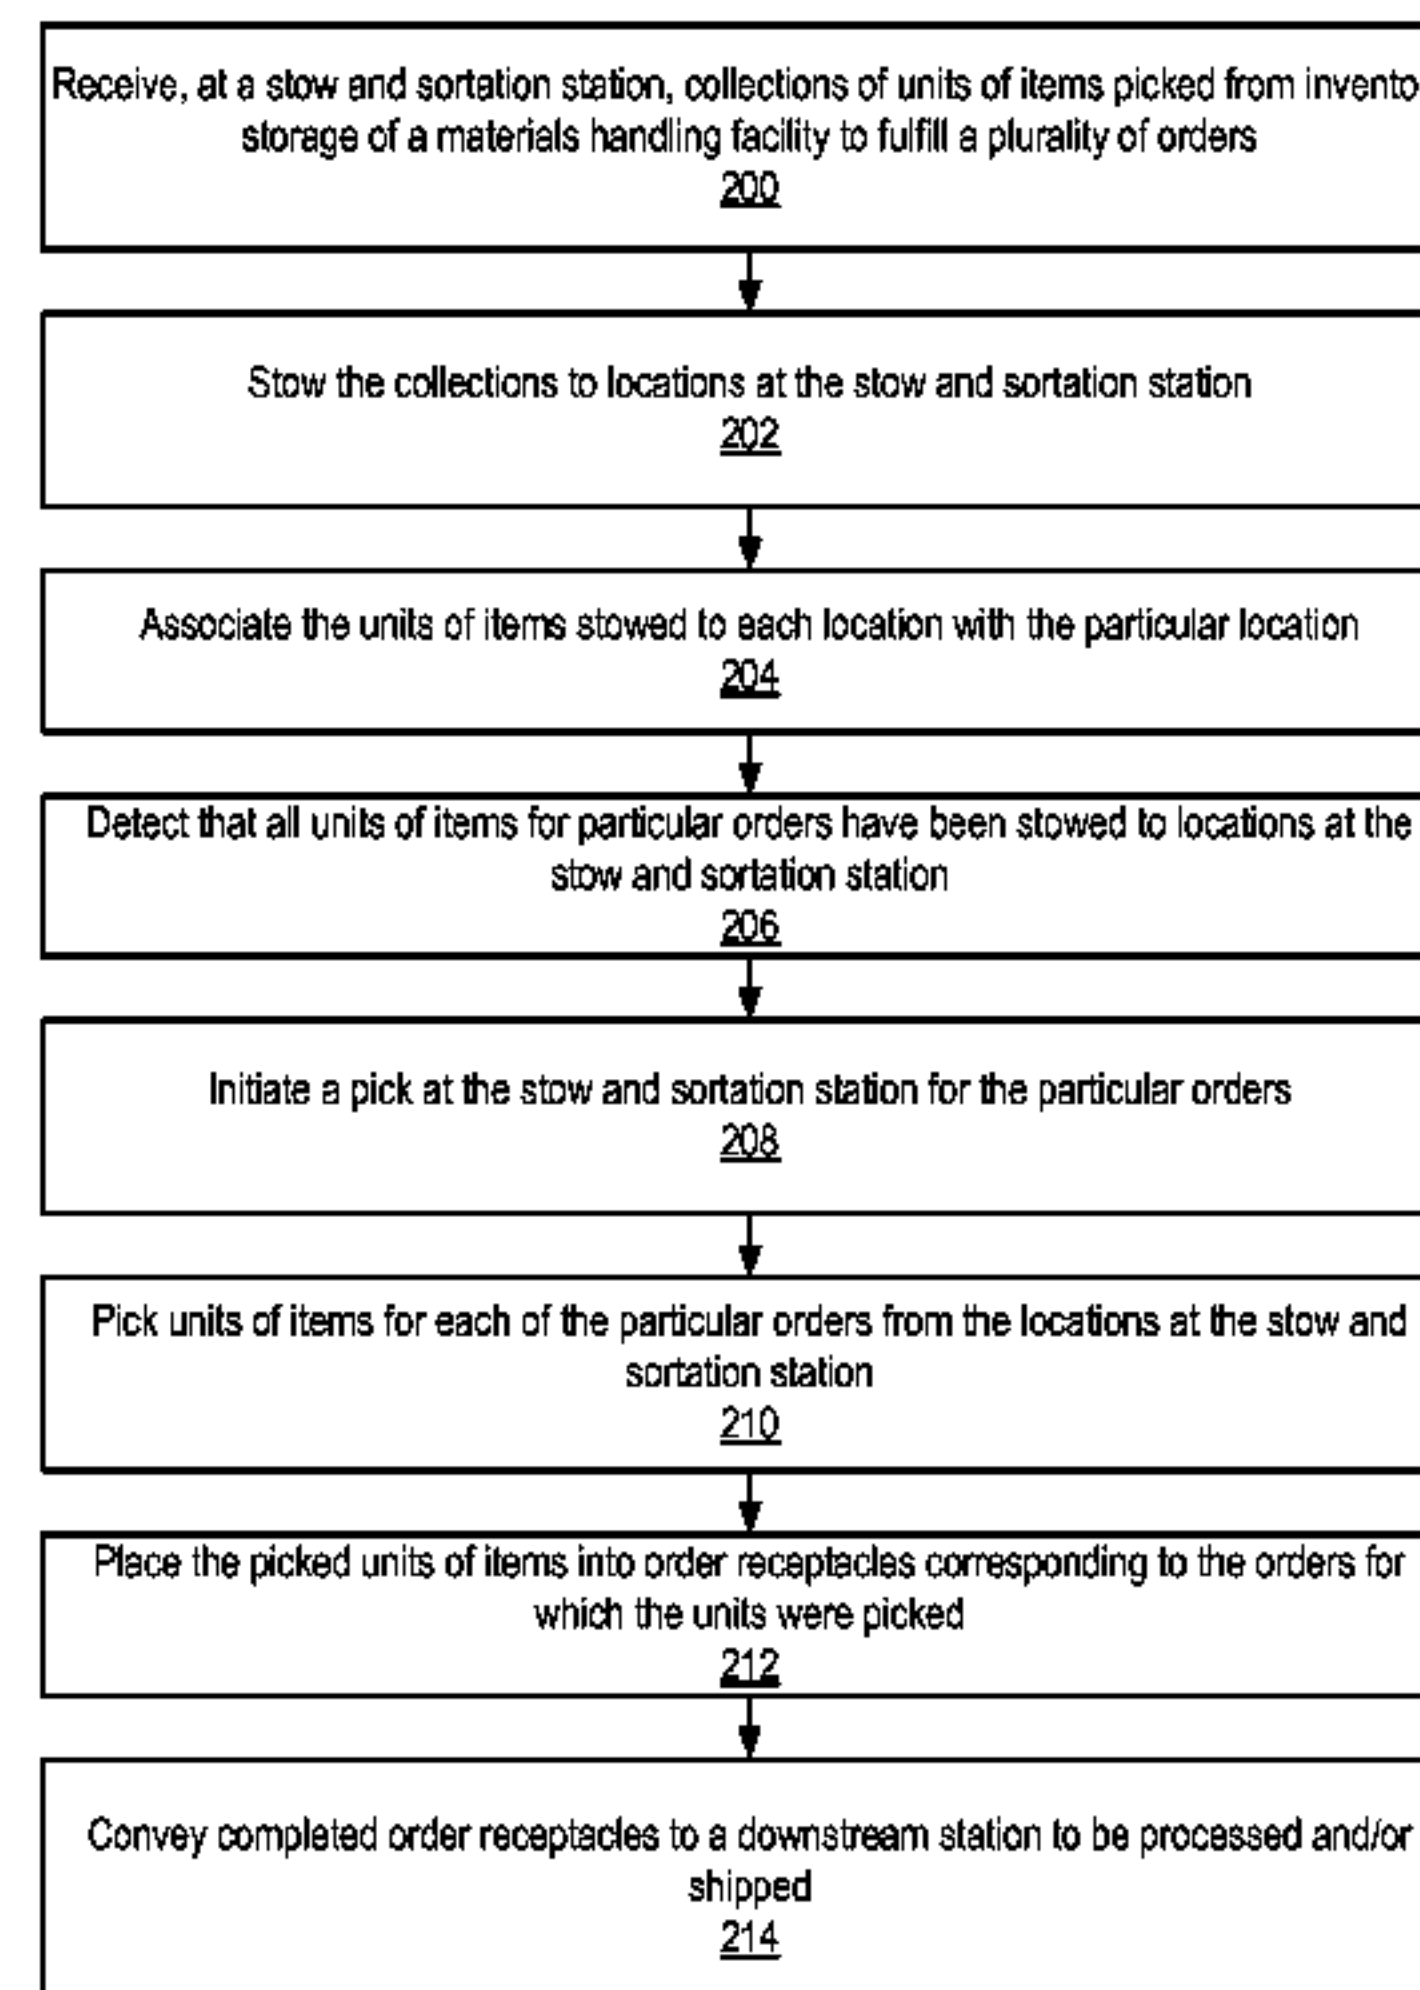 Receive, at a stow and sortation station, collections of units of items picked from invento
storage of a materials handling facility to fulfill a plurality of orders
200
Stow the collections to locations at the stow and sortation station
202
Associate the units of items stowed to each location with the particular location
204
Detect that all units of items for particular orders have been stowed to locations at the
stow and sortation station
206
Initiate a pick at the stow and sortation station for the particular orders
208
Pick units of items for each of the particular orders from the locations at the stow and
sortation station
210
Place the picked units of items into order receptacles corresponding to the orders for
which the units were picked
212
Convey completed order receptacles to a downstream station to be processed and/or
shipped
214